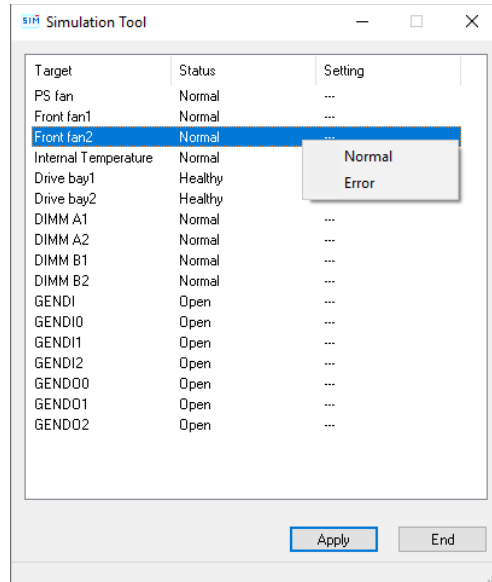 SIM Simulation Tool
Target Status Setting
PS fan Normal ---
Front fan1 Normal ---
Front fan2 Normal ---
Internal Temperature Normal
Normal
Drive bay1 Healthy
Error
Drive bay2 Healthy
DIMM A1 Normal ---
DIMM A2 Normal ---
DIMM B1 Normal ---
DIMM B2 Normal ---
GENDI Open ---
GENDI0 Open ---
GENDI1 Open ---
GENDI2 Open ---
GENDO0 Open ---
GENDO1 Open ---
GENDO2 Open ---
Apply End